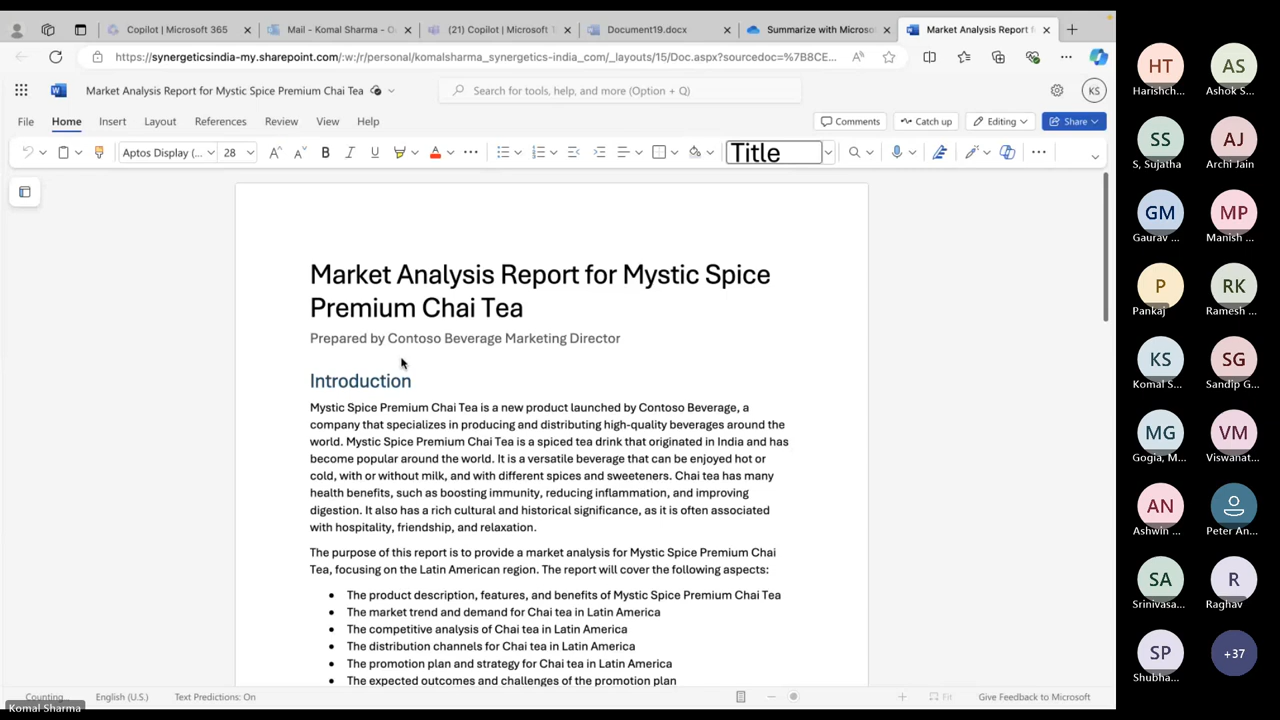 Copilot | Microsoft 365
Mail - Komal Sharma - O
(21) Copilot | Microsoft T
Document19.docx
Summarize with Microso
Market Analysis Report f
https://synergeticsindia-my.sharepoint.com/:w:/r/personal/komalsharma_synergetics-india_com/_layouts/15/Doc.aspx?sourcedoc=%7B8CE...
Market Analysis Report for Mystic Spice Premium Chai Tea
Search for tools, help, and more (Option + Q)
KS
File Home Insert Layout References Review View Help
Comments Catch up Editing Share
Aptos Display (... 28 Title
Market Analysis Report for Mystic Spice
Premium Chai Tea
Prepared by Contoso Beverage Marketing Director
Introduction
Mystic Spice Premium Chai Tea is a new product launched by Contoso Beverage, a
company that specializes in producing and distributing high-quality beverages around the
world. Mystic Spice Premium Chai Tea is a spiced tea drink that originated in India and has
become popular around the world. It is a versatile beverage that can be enjoyed hot or
cold, with or without milk, and with different spices and sweeteners. Chai tea has many
health benefits, such as boosting immunity, reducing inflammation, and improving
digestion. It also has a rich cultural and historical significance, as it is often associated
with hospitality, friendship, and relaxation.
The purpose of this report is to provide a market analysis for Mystic Spice Premium Chai
Tea, focusing on the Latin American region. The report will cover the following aspects:
• The product description, features, and benefits of Mystic Spice Premium Chai Tea
• The market trend and demand for Chai tea in Latin America
• The competitive analysis of Chai tea in Latin America
• The distribution channels for Chai tea in Latin America
• The promotion plan and strategy for Chai tea in Latin America
• The expected outcomes and challenges of the promotion plan
Counting English (U.S.) Text Predictions: On Fit Give Feedback to Microsoft
Komal Sharma
HT AS
Harishch... Ashok S...
SS AJ
S, Sujatha Archi Jain
GM MP
Gaurav ... Manish ...
P RK
Pankaj Ramesh ...
KS SG
Komal S... Sandip G...
MG VM
Gogia, M... Viswanat...
AN
Ashwin ... Peter An...
SA R
Srinivasa... Raghav
SP +37
Shubha...